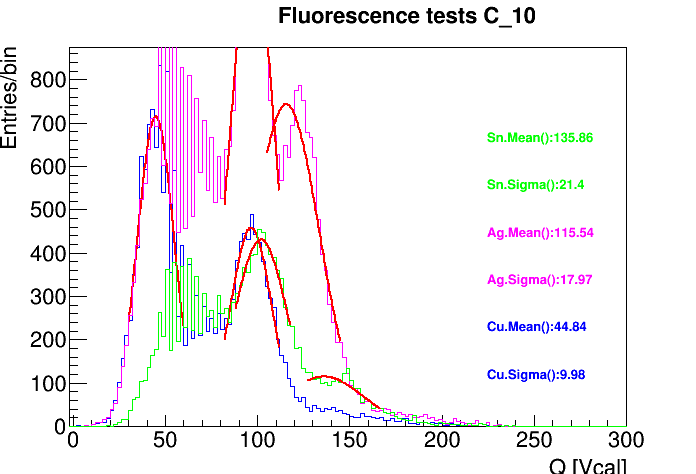 Fluorescence tests C_10
Entries/bin
800
700
600
500
400
300
200
100
0
Sn.Mean():135.86
Sn.Sigma():21.4
Ag.Mean():115.54
Ag.Sigma():17.97
Cu.Mean():44.84
Cu.Sigma():9.98
0 50 100 150 200 250 300
Q [Vcal]